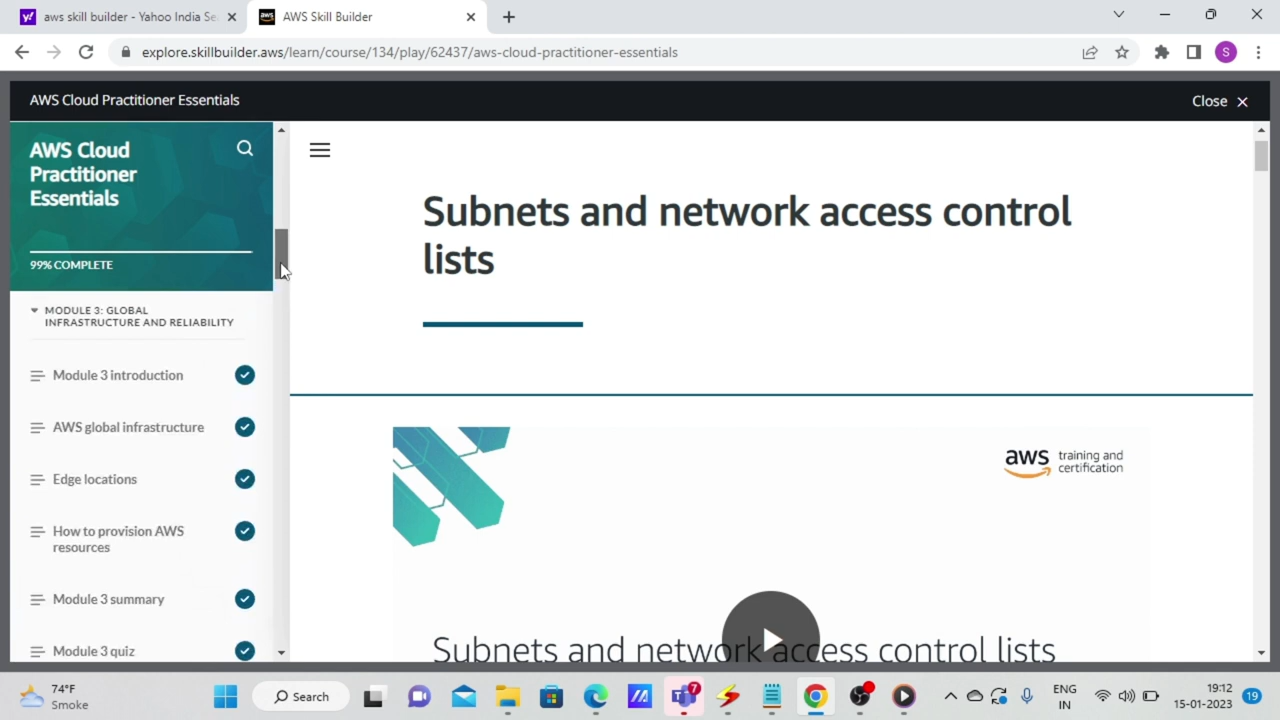 aws skill builder - Yahoo India Se
AWS Skill Builder
explore.skillbuilder.aws/learn/course/134/play/62437/aws-cloud-practitioner-essentials
S
AWS Cloud Practitioner Essentials
Close
AWS Cloud
Practitioner
Essentials
99% COMPLETE
MODULE 3: GLOBAL
INFRASTRUCTURE AND RELIABILITY
Module 3 introduction
AWS global infrastructure
Edge locations
How to provision AWS
resources
Module 3 summary
Module 3 quiz
Subnets and network access control
lists
aws training and
certification
Subnets and network access control lists
74°F
Smoke
Search
7
ENG
IN
19:12
15-01-2023
19